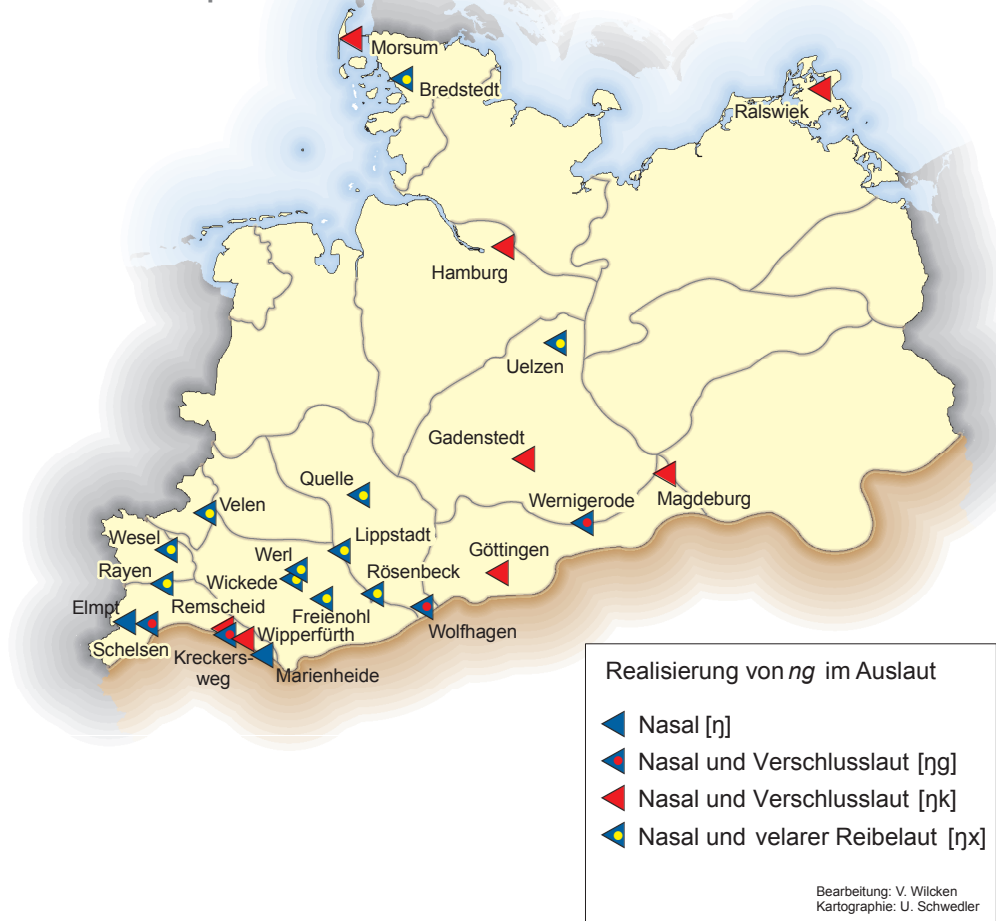 Morsum
Bredstedt
Ralswiek
Hamburg
Uelzen
Gadenstedt
Quelle
Wernigerode
Magdeburg
Velen
Lippstadt
Wesel
Werl
Göttingen
Rayen
Wickede
Rösenbeck
Elmpt
Remscheid
Freienohl
Wipperfürth
Wolfhagen
Schelsen
Kreckers-
weg
Marienheide
Realisierung von ng im Auslaut
Nasal [ŋ]
Nasal und Verschlusslaut [ŋg]
Nasal und Verschlusslaut [ŋk]
Nasal und velarer Reibelaut [ŋx]
Bearbeitung: V. Wilcken
Kartographie: U. Schwedler